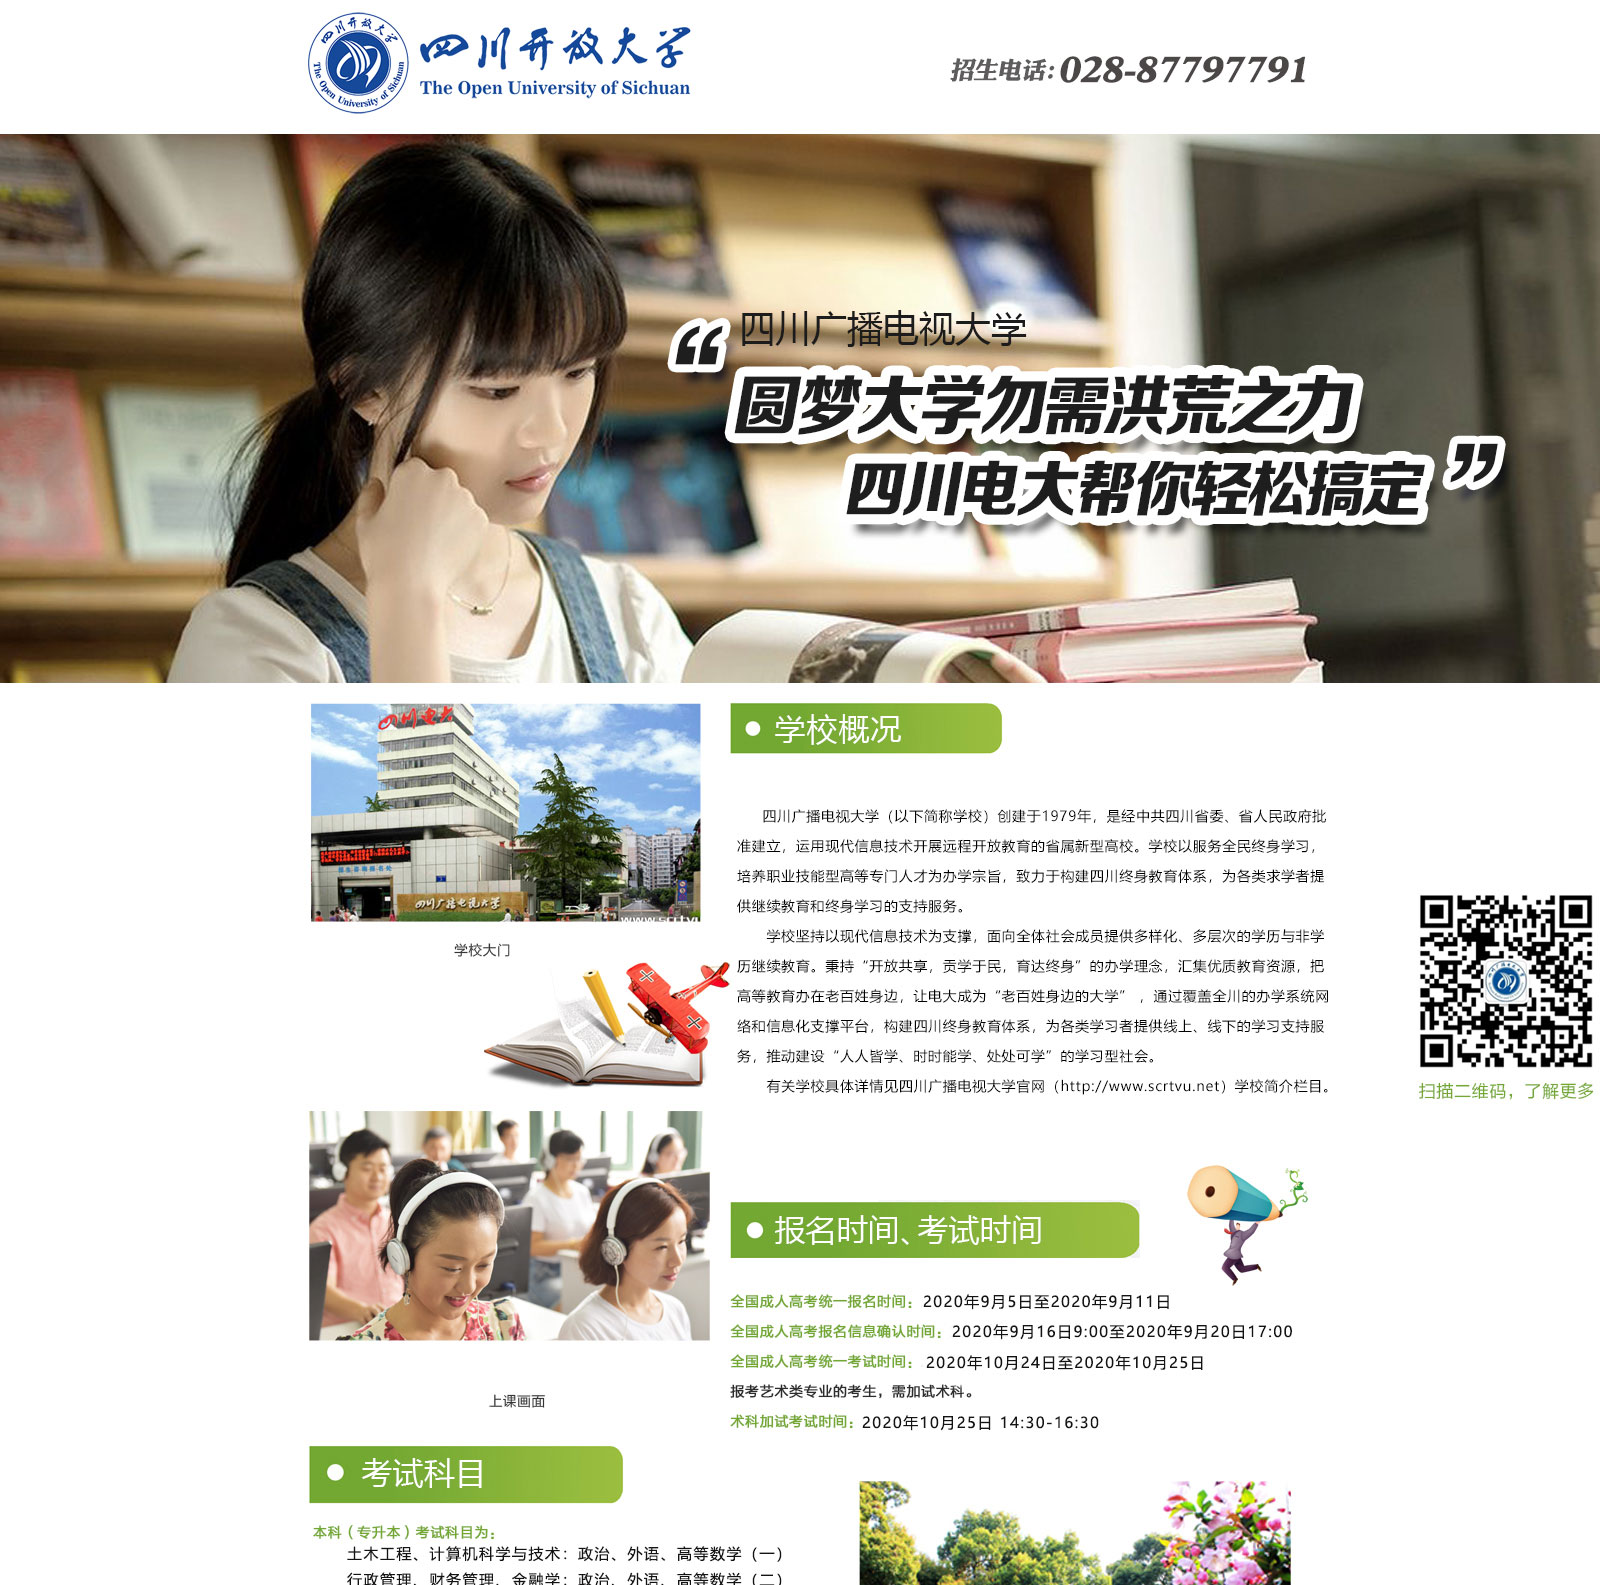 四川开放大学
The Open University of Sichuan
四川开放大学
The Open University of Sichuan
招生电话：028-87797791
四川广播电视大学
“圆梦大学勿需洪荒之力
四川电大帮你轻松搞定”
四川电大
四川广播电视大学
学校大门
学校概况
四川广播电视大学（以下简称学校）创建于1979年，是经中共四川省委、省人民政府批
准建立，运用现代信息技术开展远程开放教育的省属新型高校。学校以服务全民终身学习，
培养职业技能型高等专门人才为办学宗旨，致力于构建四川终身教育体系，为各类求学者提
供继续教育和终身学习的支持服务。
学校坚持以现代信息技术为支撑，面向全体社会成员提供多样化、多层次的学历与非学
历继续教育。秉持“开放共享，贡学于民，育达终身”的办学理念，汇集优质教育资源，把
高等教育办在老百姓身边，让电大成为“老百姓身边的大学” ，通过覆盖全川的办学系统网
络和信息化支撑平台，构建四川终身教育体系，为各类学习者提供线上、线下的学习支持服
务，推动建设“人人皆学、时时能学、处处可学”的学习型社会。
有关学校具体详情见四川广播电视大学官网（http://www.scrtvu.net）学校简介栏目。
扫描二维码，了解更多
上课画面
报名时间、考试时间
全国成人高考统一报名时间：2020年9月5日至2020年9月11日
全国成人高考报名信息确认时间：2020年9月16日9:00至2020年9月20日17:00
全国成人高考统一考试时间：2020年10月24日至2020年10月25日
报考艺术类专业的考生，需加试术科。
术科加试考试时间：2020年10月25日 14:30-16:30
考试科目
本科（专升本）考试科目为：
土木工程、计算机科学与技术：政治、外语、高等数学（一）
行政管理、财务管理、金融学：政治、外语、高等数学（二）